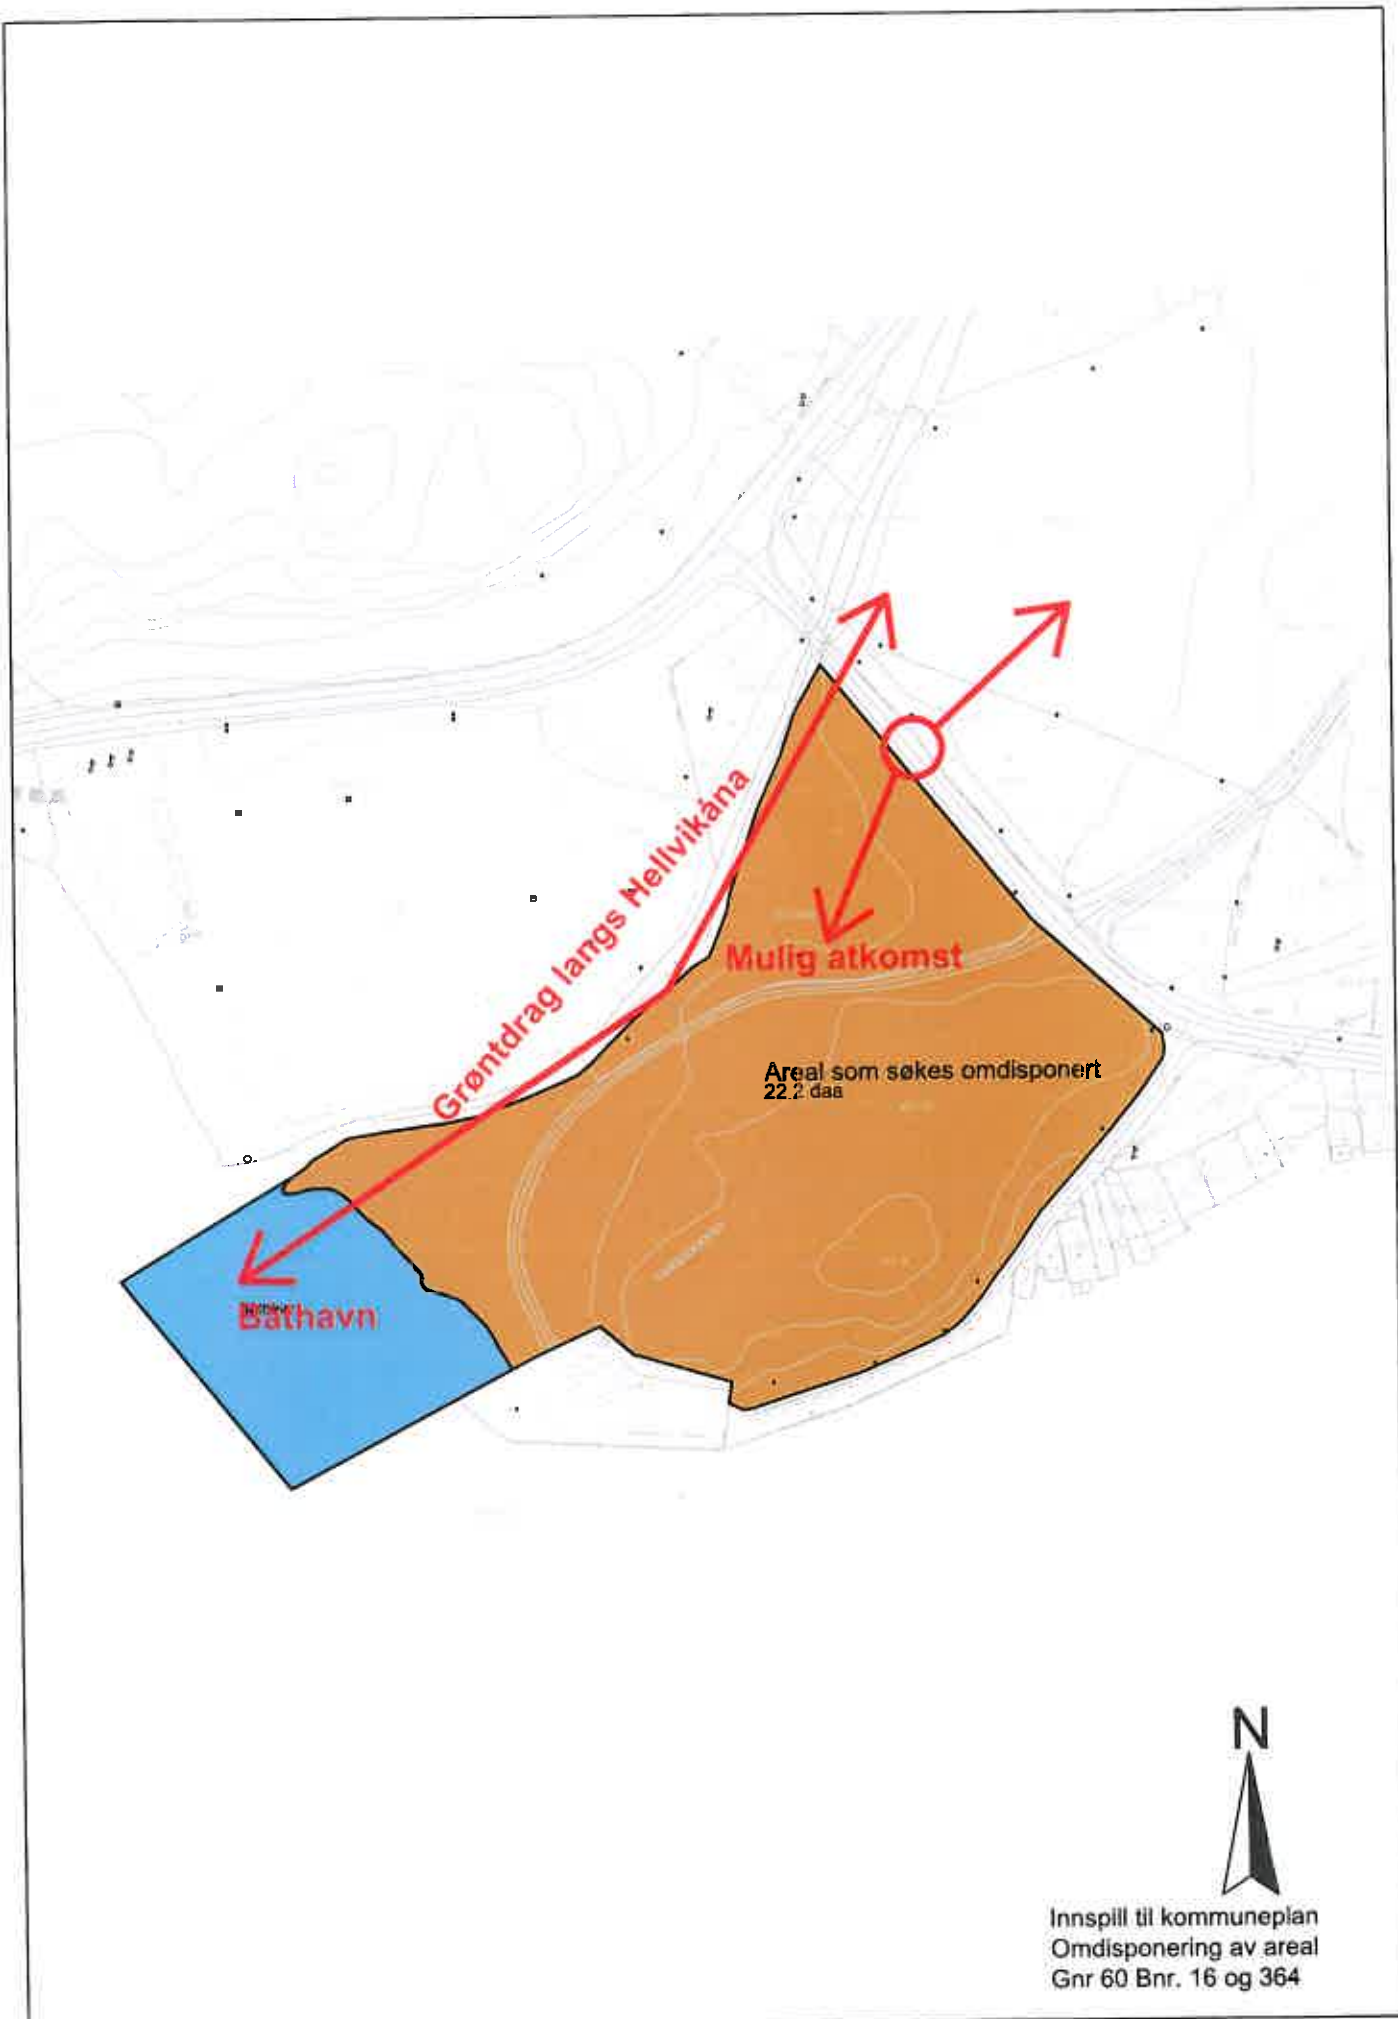 Grøntdrag langs Hellvikåna
Mulig atkomst
Areal som søkes omdisponert
22.2 daa
Båthavn
N
Innspill til kommuneplan
Omdisponering av areal
Gnr 60 Bnr. 16 og 364